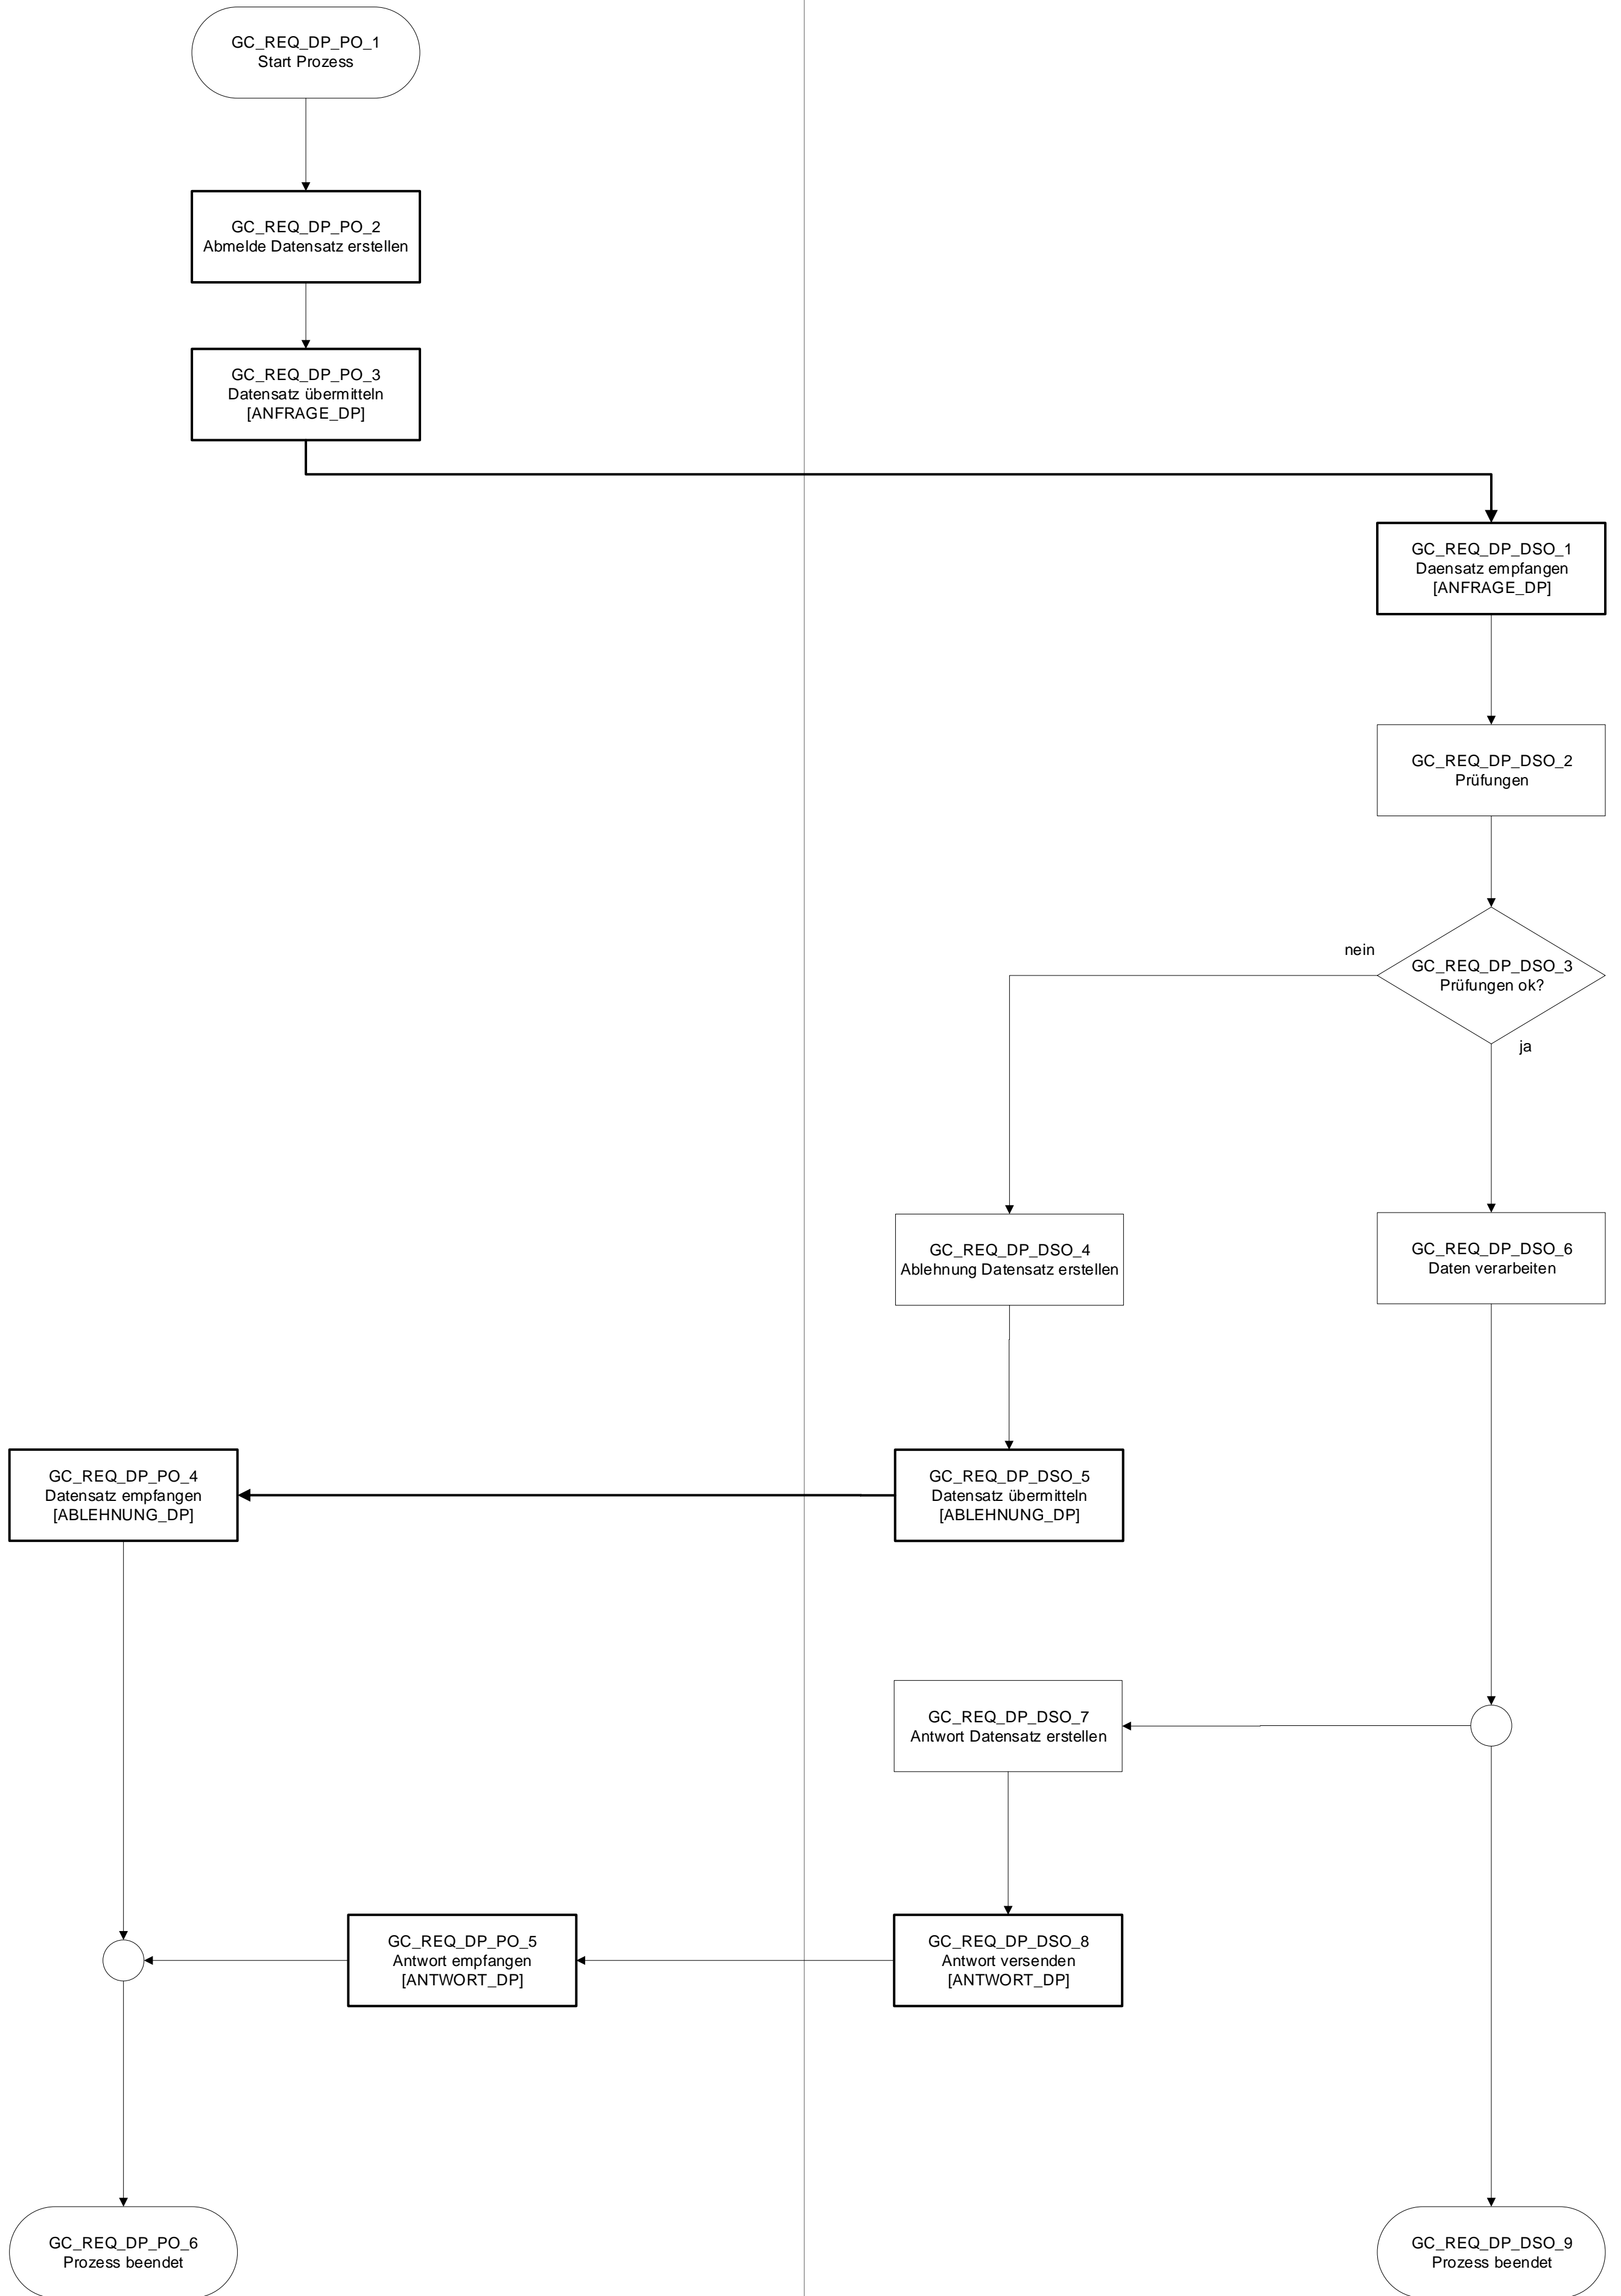 GC_REQ_DP_PO_1
Start Prozess
GC_REQ_DP_PO_2
Abmelde Datensatz erstellen
GC_REQ_DP_PO_3
Datensatz übermitteln
[ANFRAGE_DP]
GC_REQ_DP_DSO_1
Daensatz empfangen
[ANFRAGE_DP]
GC_REQ_DP_DSO_2
Prüfungen
nein
GC_REQ_DP_DSO_3
Prüfungen ok?
ja
GC_REQ_DP_DSO_4
Ablehnung Datensatz erstellen
GC_REQ_DP_DSO_6
Daten verarbeiten
GC_REQ_DP_PO_4
Datensatz empfangen
[ABLEHNUNG_DP]
GC_REQ_DP_DSO_5
Datensatz übermitteln
[ABLEHNUNG_DP]
GC_REQ_DP_DSO_7
Antwort Datensatz erstellen
GC_REQ_DP_PO_5
Antwort empfangen
[ANTWORT_DP]
GC_REQ_DP_DSO_8
Antwort versenden
[ANTWORT_DP]
GC_REQ_DP_PO_6
Prozess beendet
GC_REQ_DP_DSO_9
Prozess beendet